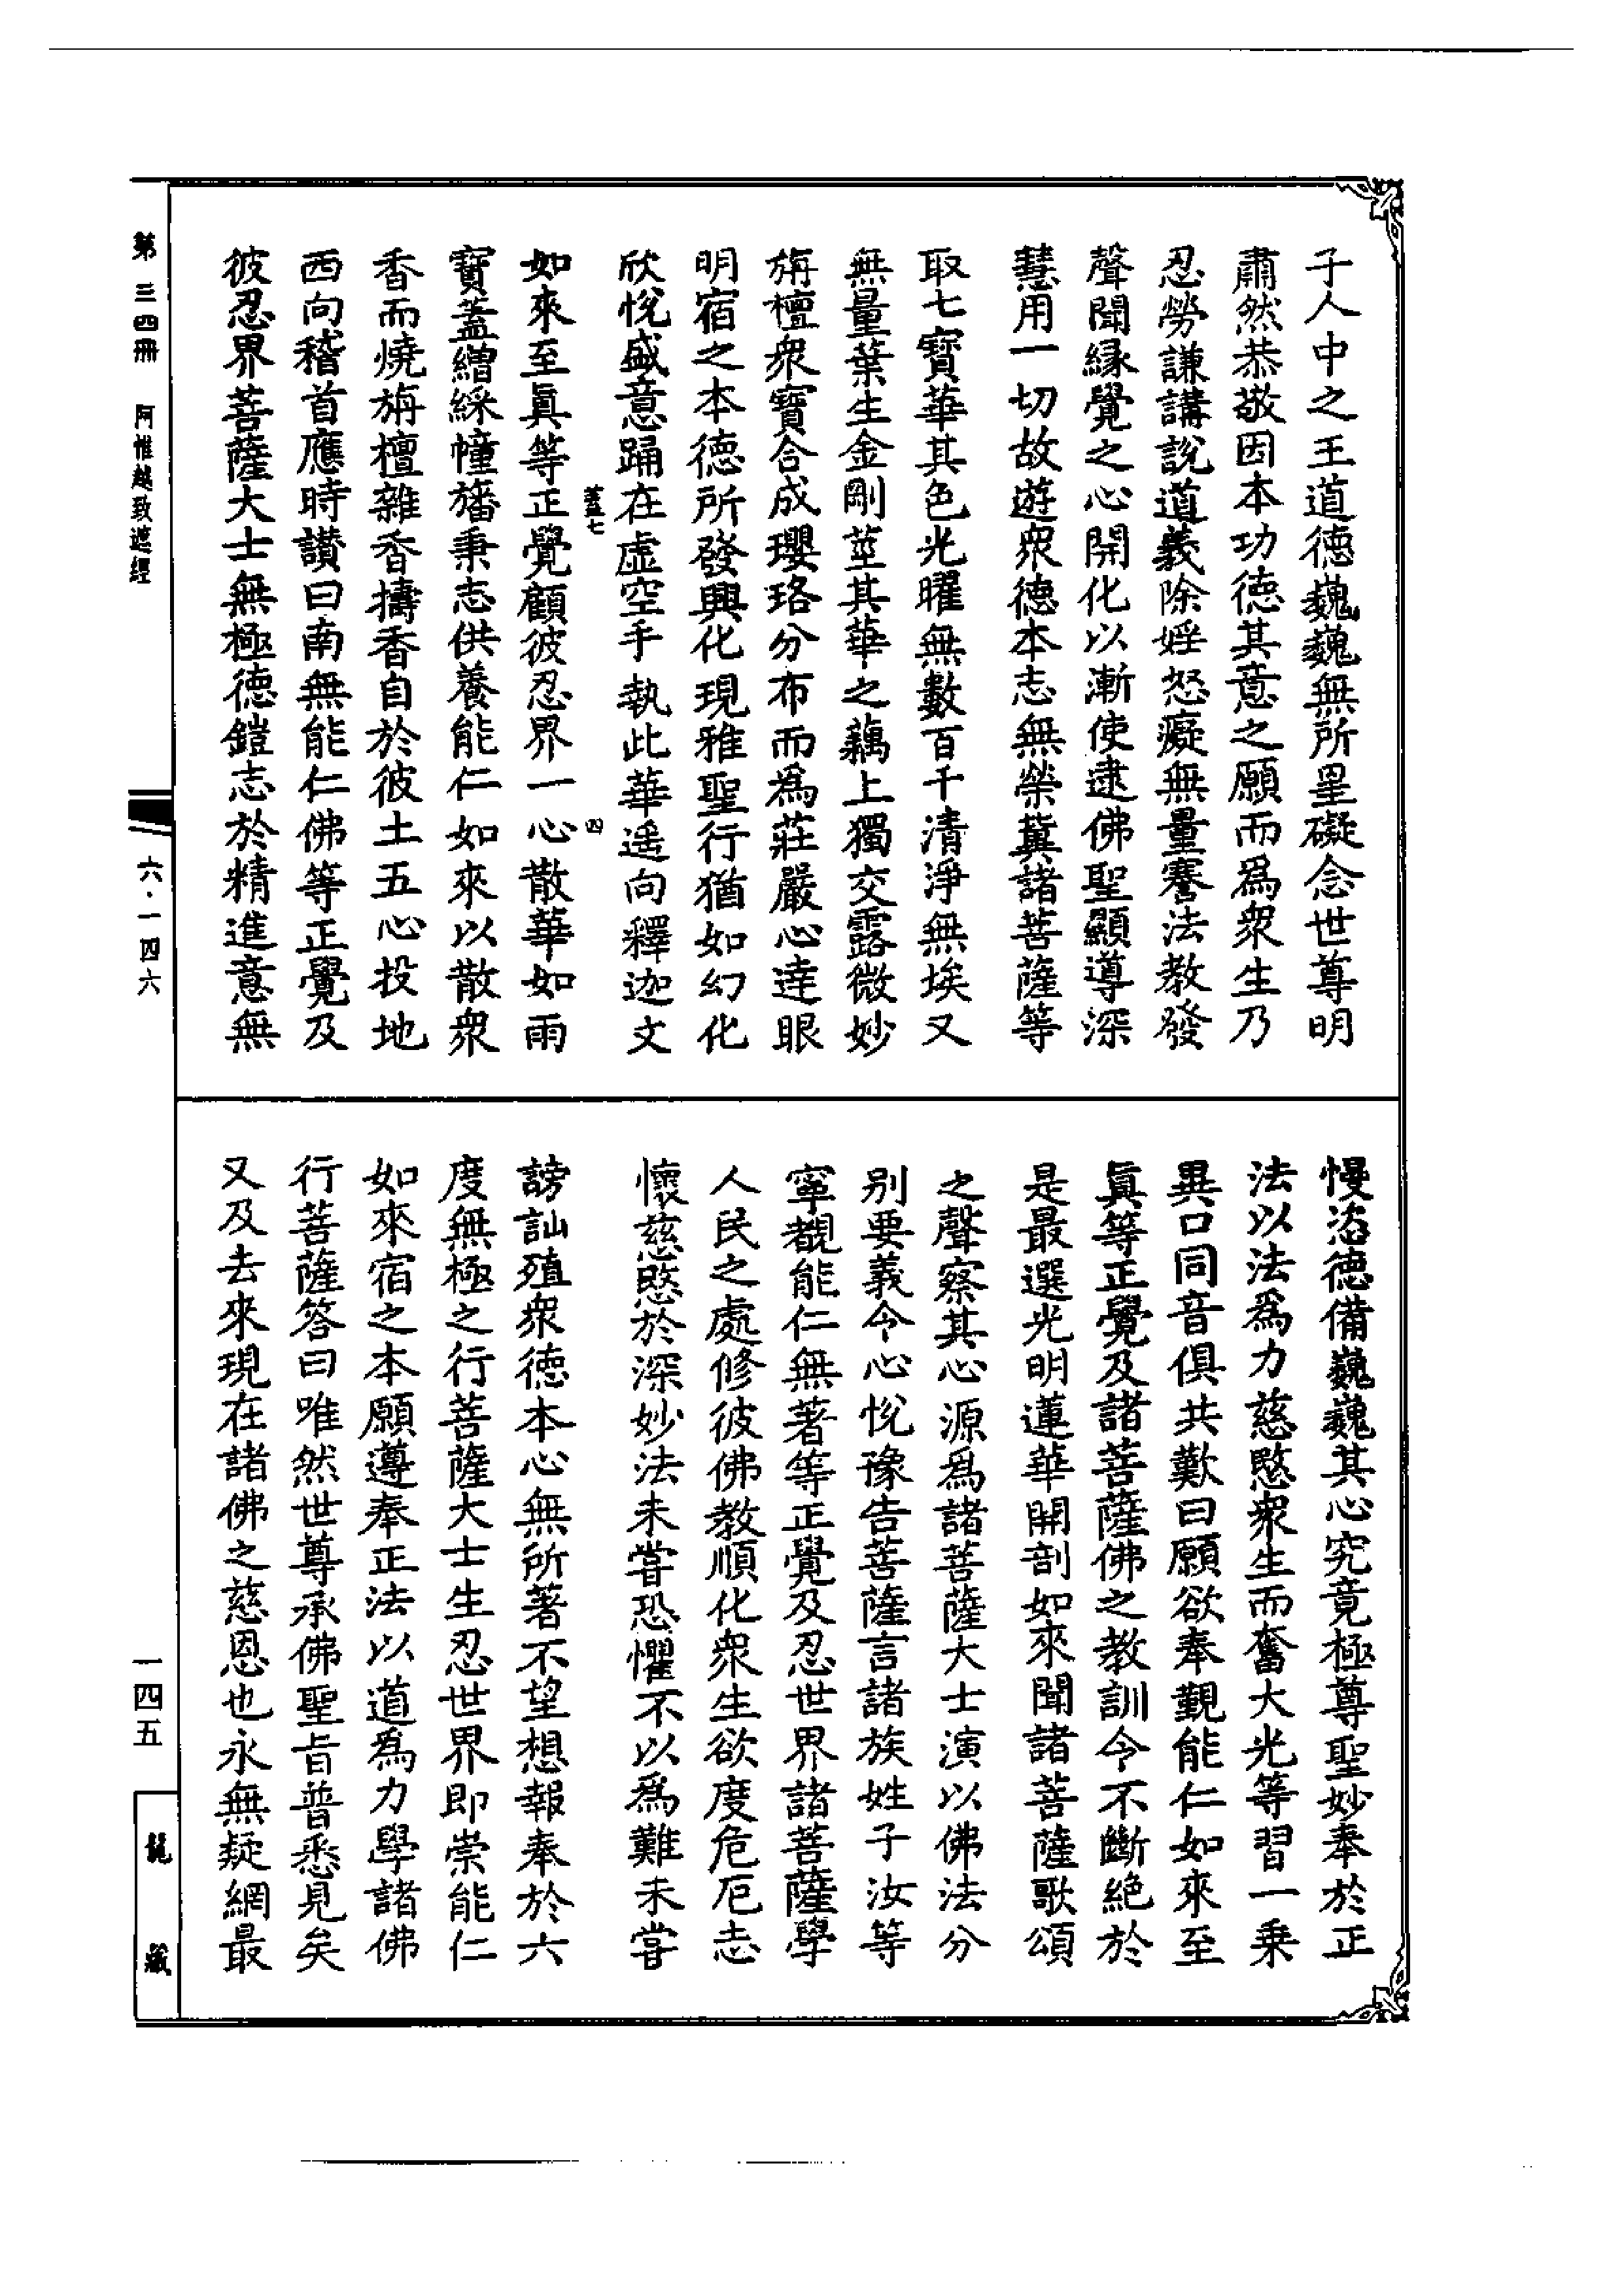 子人中之王道德巍巍無所罣礙念世尊明
肅然恭敬因本功德其意之願而爲衆生乃
忍勞謙講說道義除婬怒癡無量謇法教發
聲聞緣覺之心開化以漸使逮佛聖顯導深
慧用一切故遊衆德本志無榮冀諸菩薩等
取七寶華其色光曜無數百千清淨無埃又
無量葉生金剛莖其華之藕上獨交露微妙
栴檀衆寶合成瓔珞分布而爲莊嚴心達眼
明宿之本德所發興化現雅聖行猶如幻化
欣悅盛意踊在虛空手執此華遥向釋迦文
蓋七
四
如來至眞等正覺顧彼忍界一心散華如雨
寶蓋繒綵幢旛秉志供養能仁如來以散衆
香而燒栴檀雜香擣香自於彼土五心投地
西向稽首應時讃曰南無能仁佛等正覺及
彼忍界菩薩大士無極德鎧志於精進意無
慢恣德備巍巍其心究竟極尊聖妙奉於正
法以法爲力慈愍衆生而奮大光等習一乗
異口同音俱共歎曰願欲奉覲能仁如來至
眞等正覺及諸菩薩佛之教訓令不斷絕於
是最選光明蓮華開剖如來聞諸菩薩歌頌
之聲察其心源爲諸菩薩大士演以佛法分
别要義令心悅豫告菩薩言諸族姓子汝等
寧覩能仁無著等正覺及忍世界諸菩薩學
人民之處修彼佛教順化衆生欲度危厄志
懷慈愍於深妙法未甞恐懼不以爲難未甞
謗訕殖衆德本心無所著不望想報奉於六
度無極之行菩薩大士生忍世界即崇能仁
如來宿之本願遵奉正法以道爲力學諸佛
行菩薩答曰唯然世尊承佛聖旨普悉見矣
又及去來現在諸佛之慈恩也永無疑網最
第三四冊 阿惟越致遮經
六·一四六
一四五
龍藏